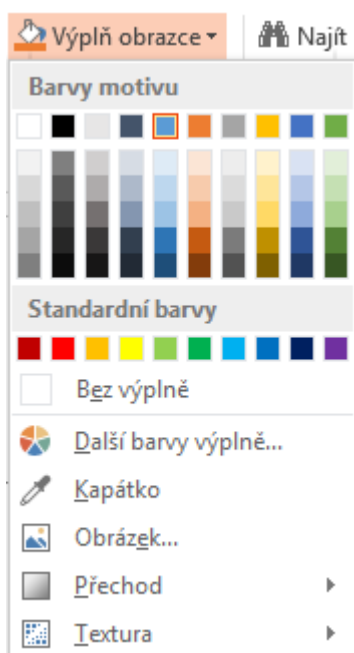 Výplň obrazce
Najít
Barvy motivu
Standardní barvy
Bez výplně
Další barvy výplně...
Kapátko
Obrázek...
Přechod
Textura